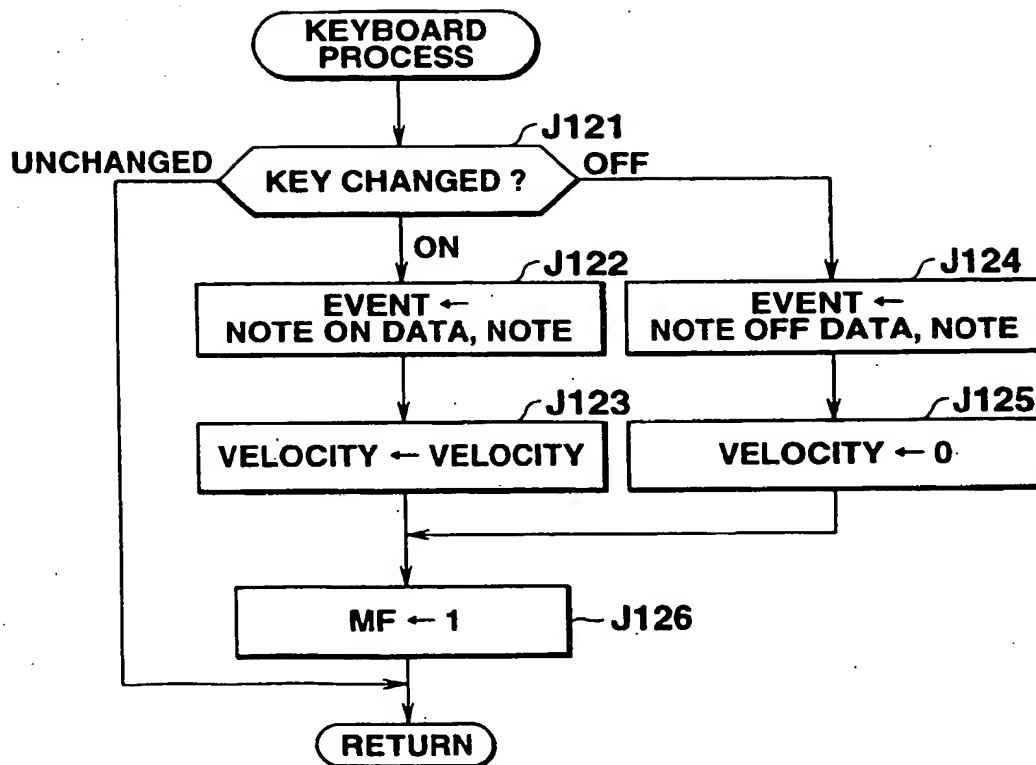 KEYBOARD
PROCESS
J121
UNCHANGED
KEY CHANGED ?
OFF
ON
J122
EVENT ←
NOTE ON DATA, NOTE
J124
EVENT ←
NOTE OFF DATA, NOTE
J123
VELOCITY ← VELOCITY
J125
VELOCITY ← 0
MF ← 1
J126
RETURN